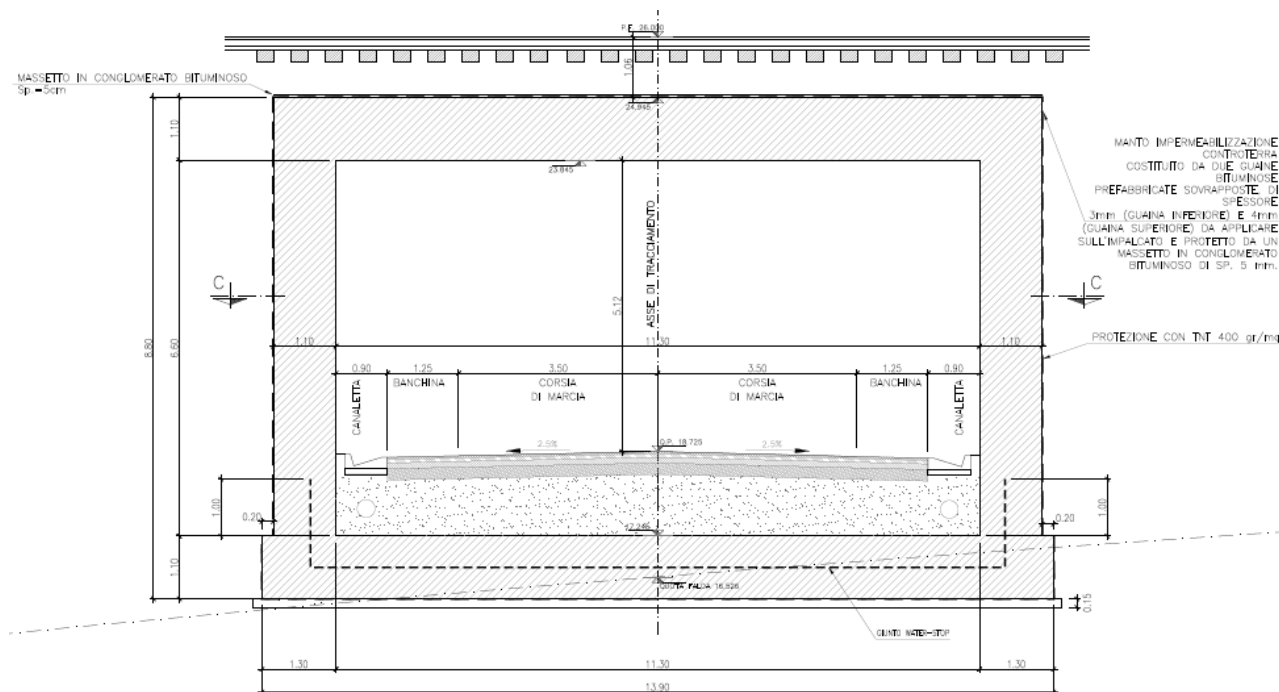 P.F. 26.000
1.06
24.945
MASSETTO IN CONGLOMERATO BITUMINOSO
Sp.=5cm
1.10
23.845
MANTO IMPERMEABILIZZAZIONE
CONTROTERRA
COSTITUITO DA DUE GUAINE
BITUMINOSE
PREFABBRICATE SOVRAPPOSTE, DI
SPESSORE
3mm (GUAINA INFERIORE) E 4mm
(GUAINA SUPERIORE) DA APPLICARE
SULL'IMPALCATO E PROTETTO DA UN
MASSETTO IN CONGLOMERATO
BITUMINOSO DI SP. 5 mm.
ASSE DI TRACCIAMENTO
5.12
C
C
8.80
6.60
1.10
11.30
1.10
PROTEZIONE CON TNT 400 gr/mq
0.90
1.25
3.50
3.50
1.25
0.90
CANALETTA
BANCHINA
CORSIA
DI MARCIA
CORSIA
DI MARCIA
BANCHINA
CANALETTA
2.5%
Q.P. 18.725
2.5%
1.00
0.20
17.245
0.20
1.00
1.10
QUOTA FALDA 16.526
0.15
GIUNTO WATER-STOP
1.30
11.30
1.30
13.90